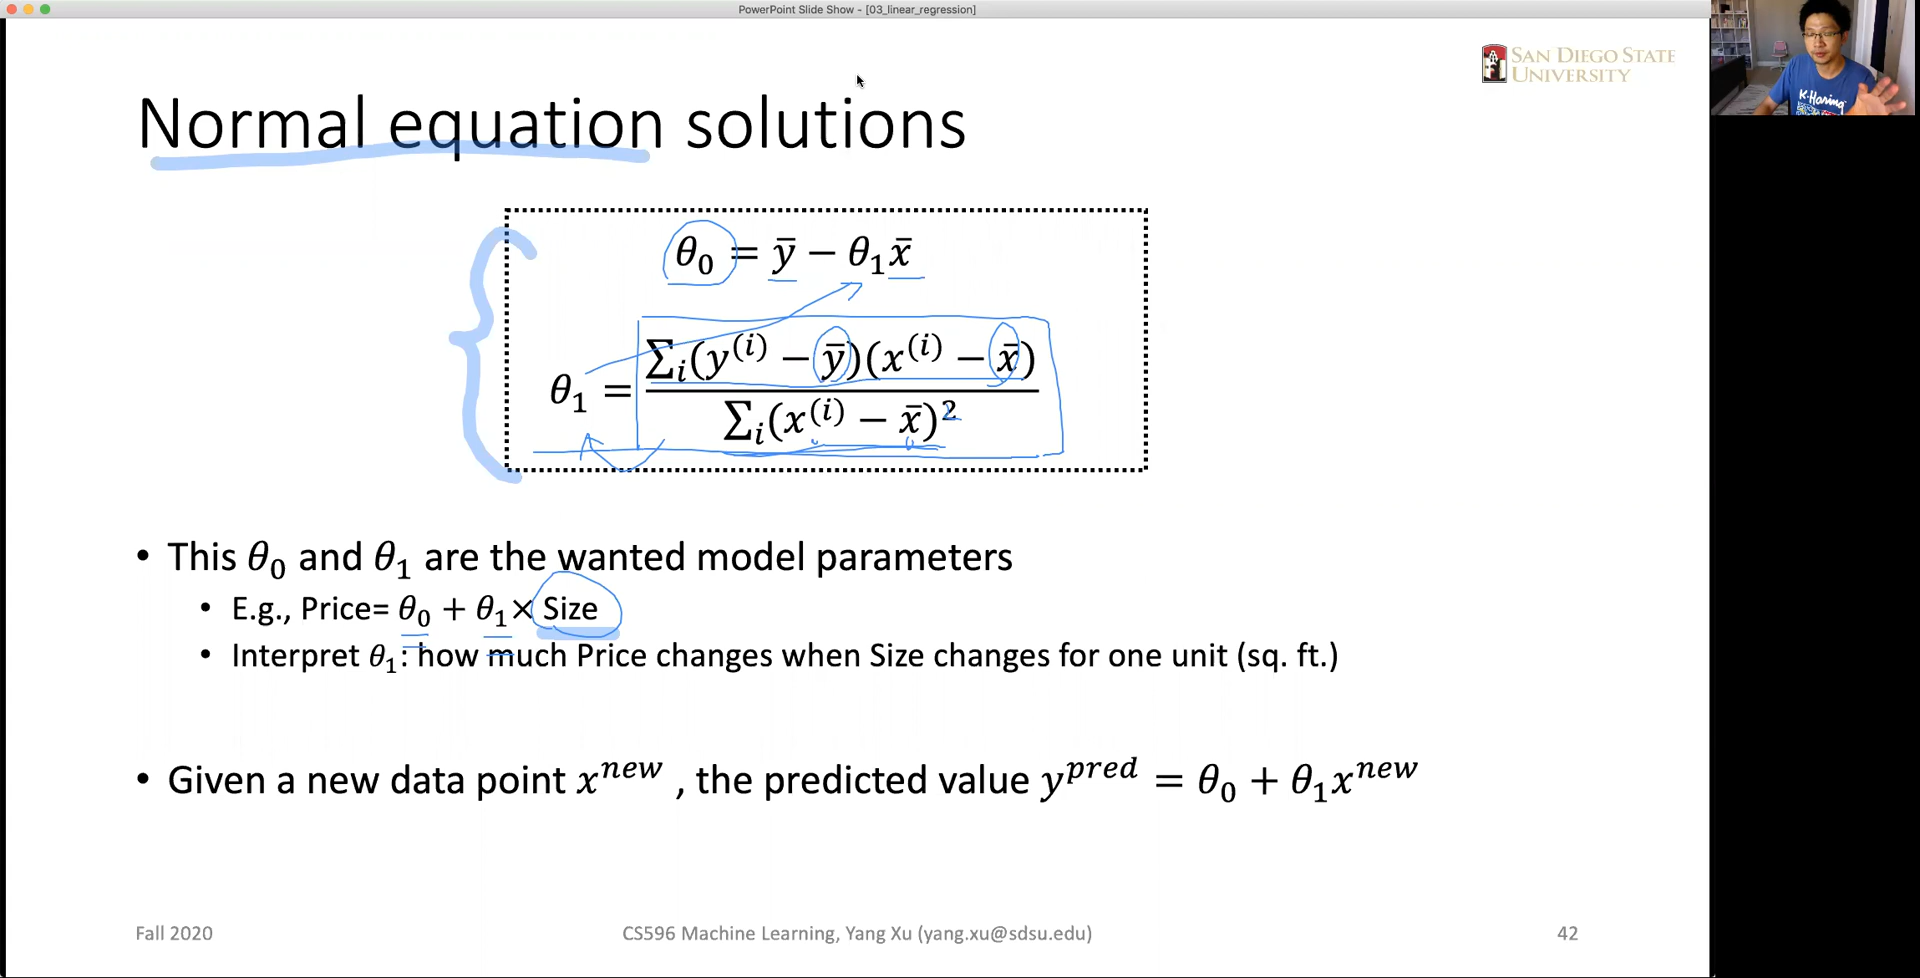 PowerPoint Slide Show - [03_linear_regression]
SAN DIEGO STATE
UNIVERSITY
K.Haring
Normal equation solutions
θ₀ = ȳ − θ₁x̄
θ₁ = ∑ᵢ(y⁽ⁱ⁾ − ȳ)(x⁽ⁱ⁾ − x̄) / ∑ᵢ(x⁽ⁱ⁾ − x̄)²
• This θ₀ and θ₁ are the wanted model parameters
• E.g., Price= θ₀ + θ₁× Size
• Interpret θ₁: how much Price changes when Size changes for one unit (sq. ft.)
• Given a new data point xⁿᵉʷ , the predicted value yᵖʳᵉᵈ = θ₀ + θ₁xⁿᵉʷ
Fall 2020
CS596 Machine Learning, Yang Xu (yang.xu@sdsu.edu)
42